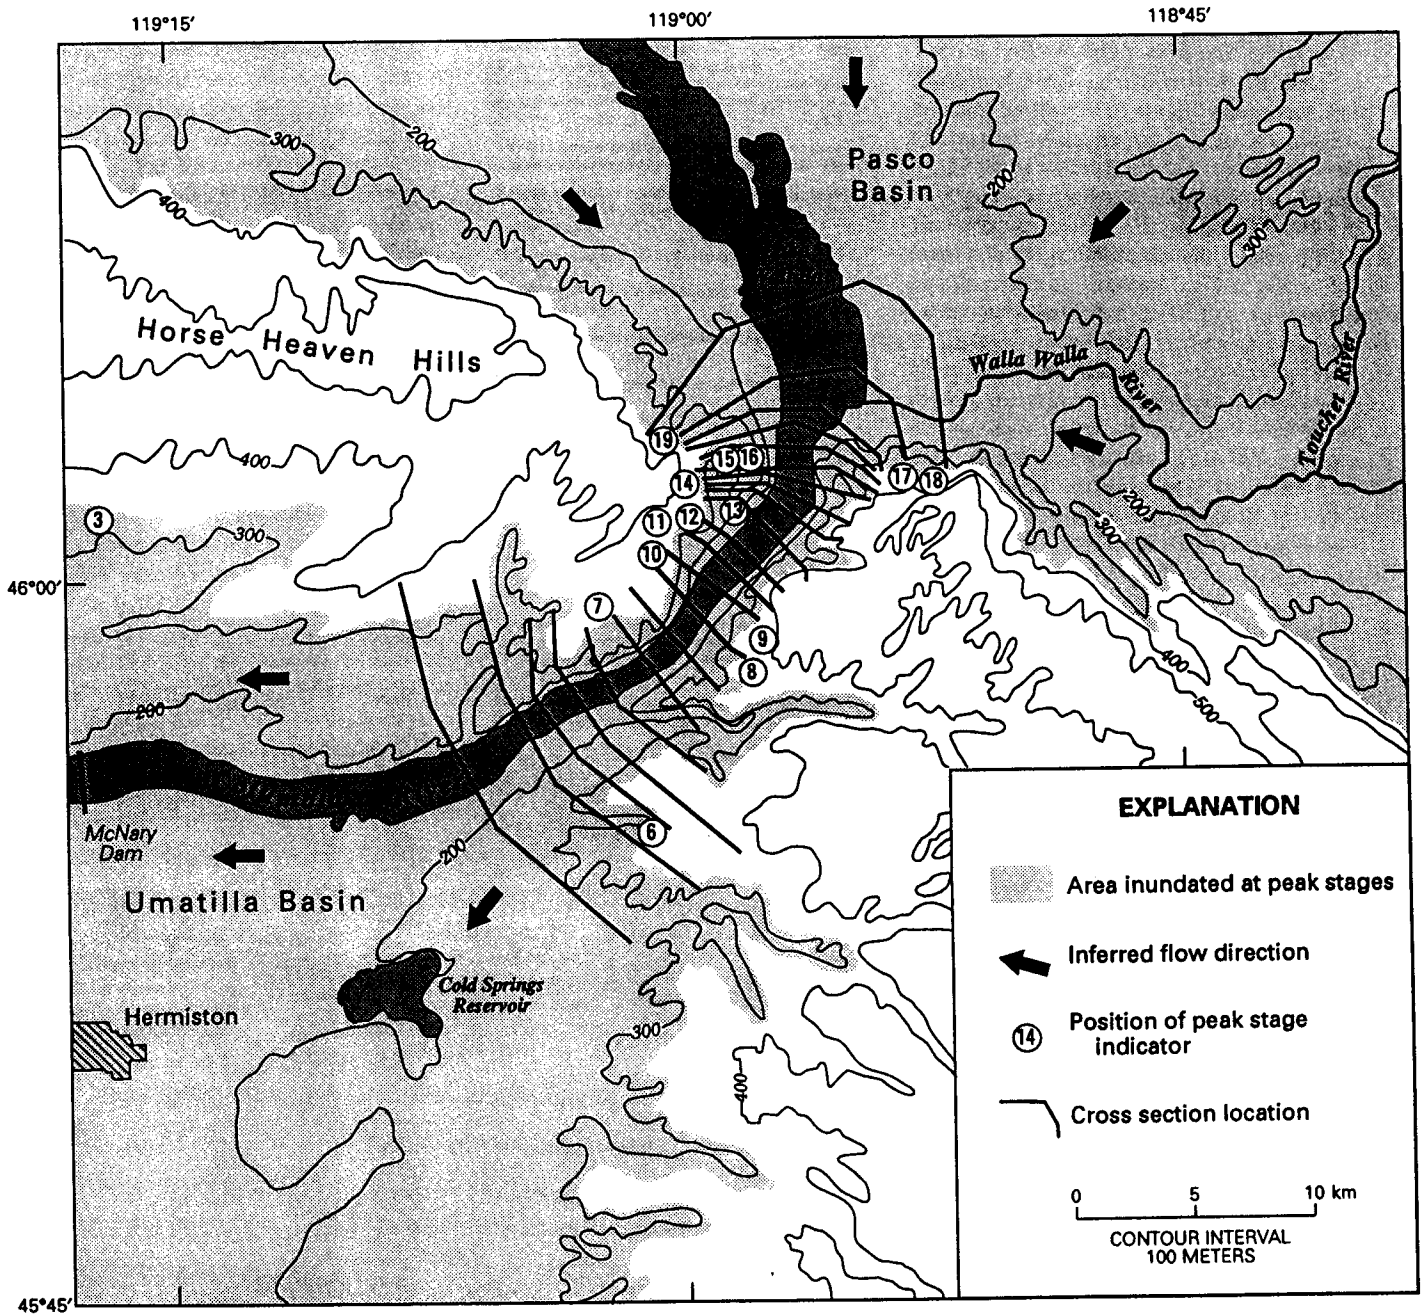 119°15′
119°00′
118°45′
Pasco
Basin
300
200
200
300
400
Horse Heaven Hills
Walla Walla
River
Touchet River
19
15
16
17
18
14
13
12
11
10
400
3
300
200
300
46°00′
7
9
8
400
500
200
McNary
Dam
6
200
Umatilla Basin
Cold Springs
Reservoir
Hermiston
300
400
45°45′
EXPLANATION
Area inundated at peak stages
Inferred flow direction
14
Position of peak stage
indicator
Cross section location
0 5 10 km
CONTOUR INTERVAL
100 METERS